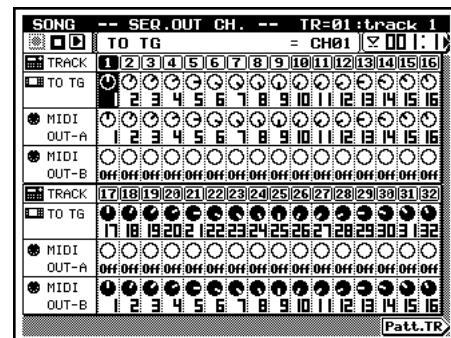 SONG -- SEQ.OUT CH. -- TR=01:track 1
TO TG = CH01
TRACK 1 2 3 4 5 6 7 8 9 10 11 12 13 14 15 16
TO TG 1 2 3 4 5 6 7 8 9 10 11 12 13 14 15 16
MIDI
OUT-A 1 2 3 4 5 6 7 8 9 10 11 12 13 14 15 16
MIDI
OUT-B Off Off Off Off Off Off Off Off Off Off Off Off Off Off Off Off
TRACK 17 18 19 20 21 22 23 24 25 26 27 28 29 30 31 32
TO TG 17 18 19 20 21 22 23 24 25 26 27 28 29 30 31 32
MIDI
OUT-A Off Off Off Off Off Off Off Off Off Off Off Off Off Off Off Off
MIDI
OUT-B 1 2 3 4 5 6 7 8 9 10 11 12 13 14 15 16
Patt.TR